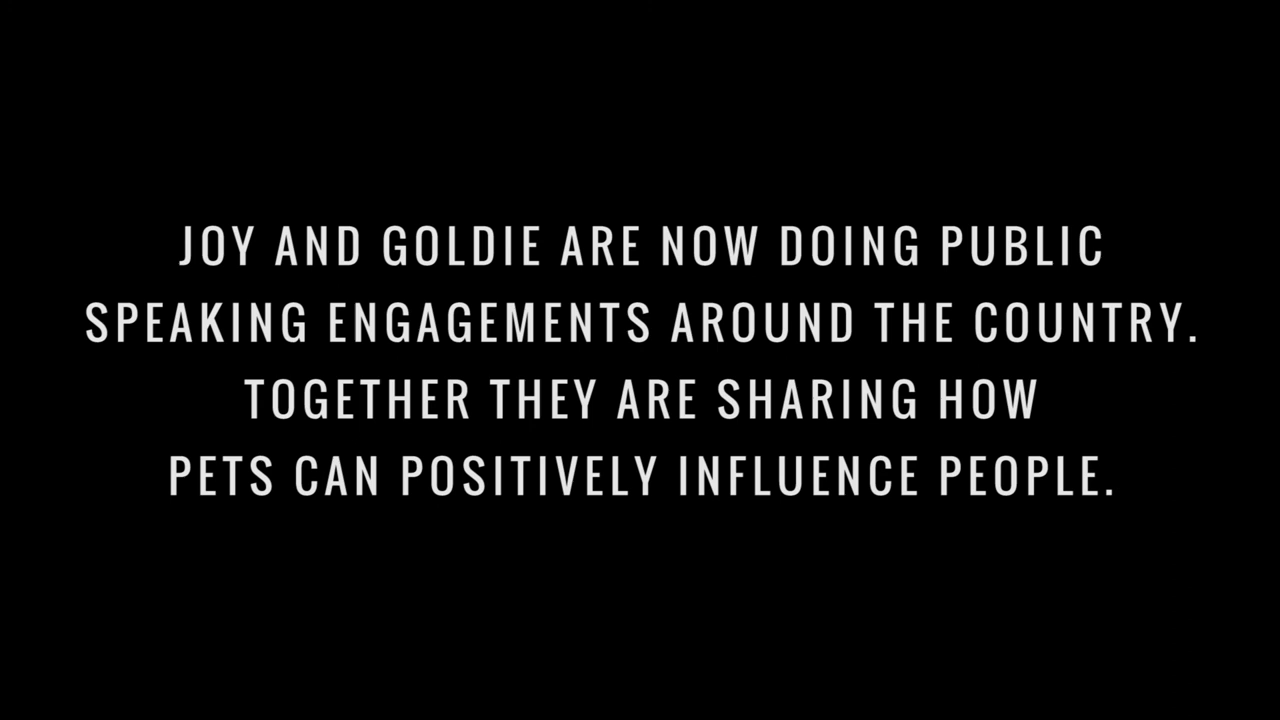 JOY AND GOLDIE ARE NOW DOING PUBLIC
SPEAKING ENGAGEMENTS AROUND THE COUNTRY.
TOGETHER THEY ARE SHARING HOW
PETS CAN POSITIVELY INFLUENCE PEOPLE.